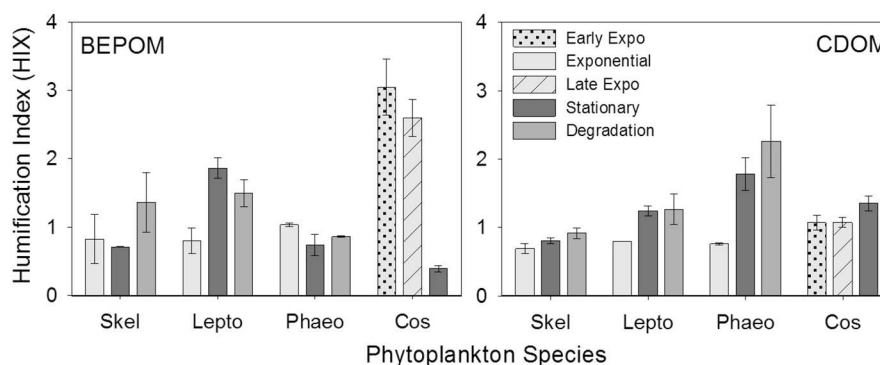 BEPOM
Humification Index (HIX)
4
3
2
1
0
Skel Lepto Phaeo Cos
CDOM
Early Expo
Exponential
Late Expo
Stationary
Degradation
4
3
2
1
0
Skel Lepto Phaeo Cos
Phytoplankton Species